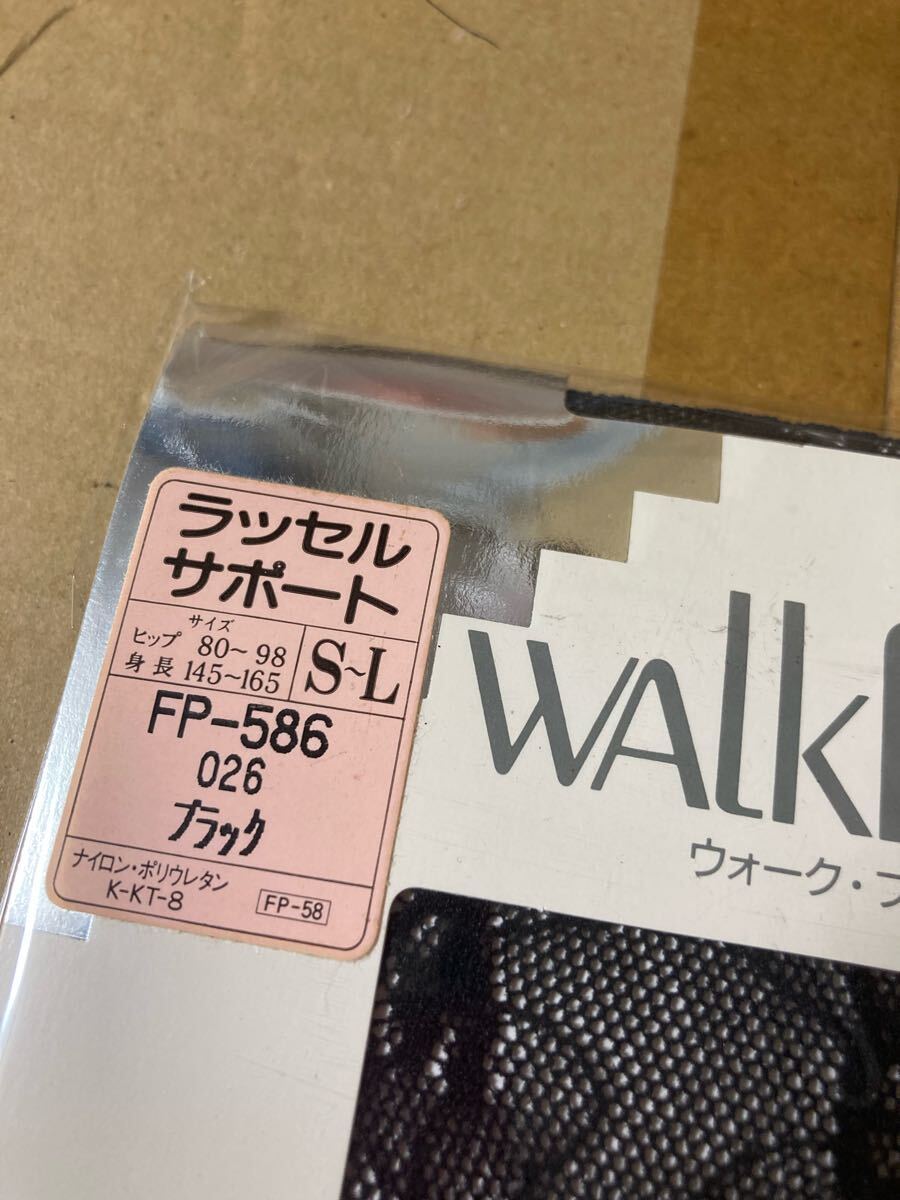 ラッセル
サポート
サイズ
ヒップ 80～98
身長 145～165
S～L
FP-586
026
ブラック
ナイロン・ポリウレタン
K-KT-8
FP-58
walk
ウォーク・フ